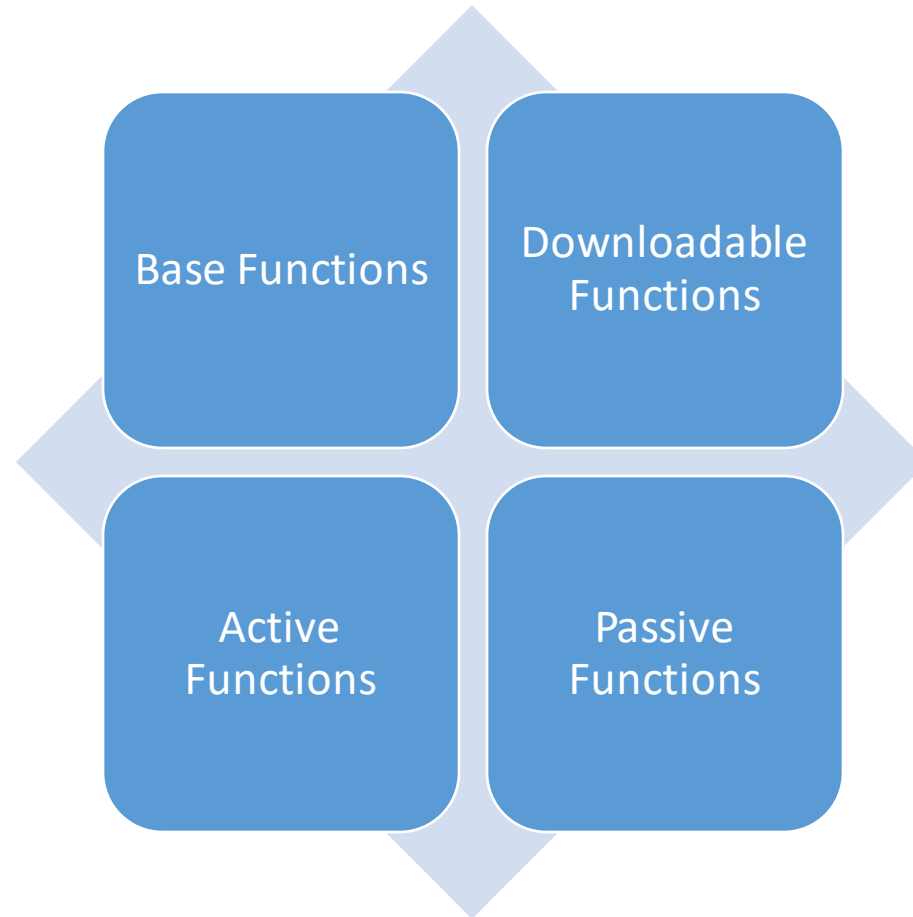 Base Functions
Downloadable
Functions
Active
Functions
Passive
Functions